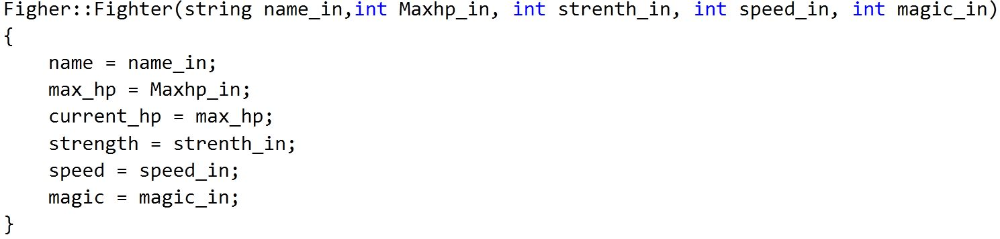 Figher::Fighter(string name_in,int Maxhp_in, int strenth_in, int speed_in, int magic_in)
{
    name = name_in;
    max_hp = Maxhp_in;
    current_hp = max_hp;
    strength = strenth_in;
    speed = speed_in;
    magic = magic_in;
}